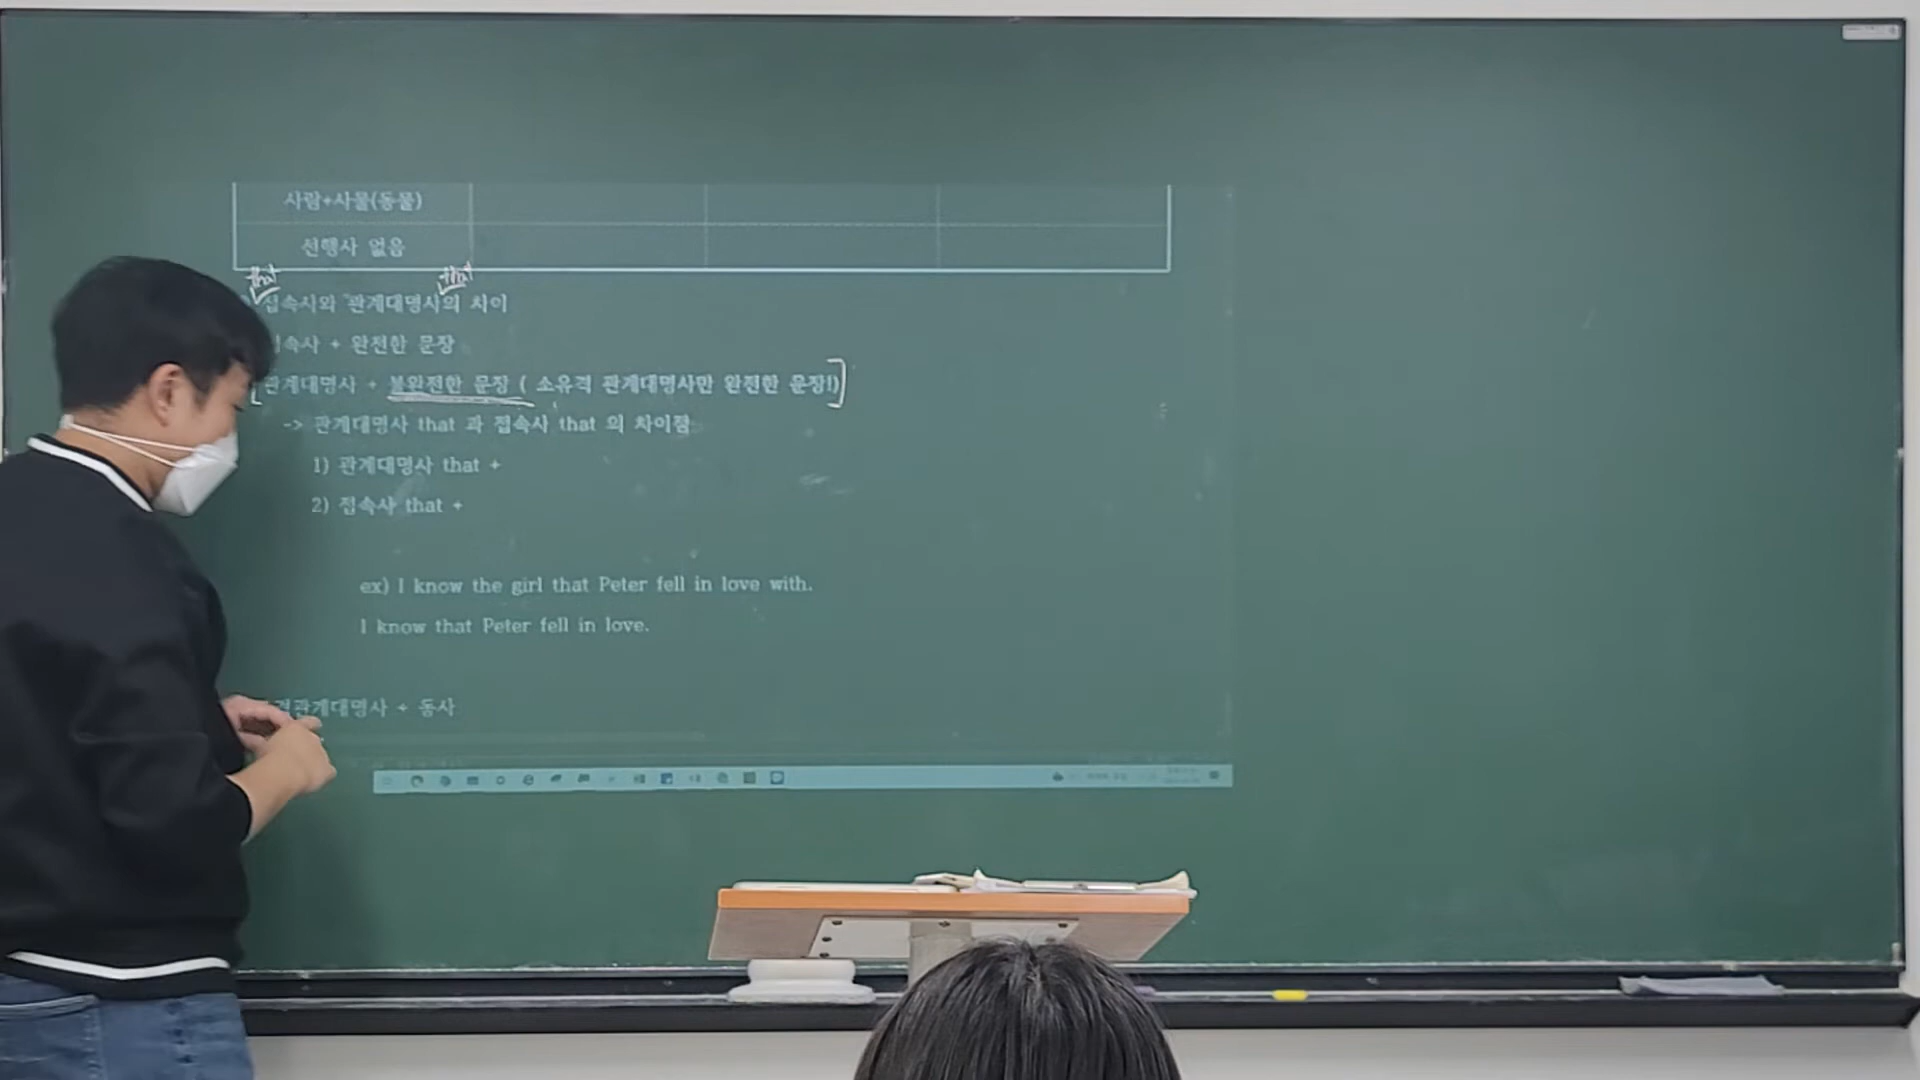 사람+사물(동물)
선행사 없음
that that
접속사와 관계대명사의 차이
접속사 + 완전한 문장
관계대명사 + 불완전한 문장 ( 소유격 관계대명사만 완전한 문장!)
-> 관계대명사 that 과 접속사 that 의 차이점
1) 관계대명사 that +
2) 접속사 that +
ex) I know the girl that Peter fell in love with.
I know that Peter fell in love.
격관계대명사 + 동사